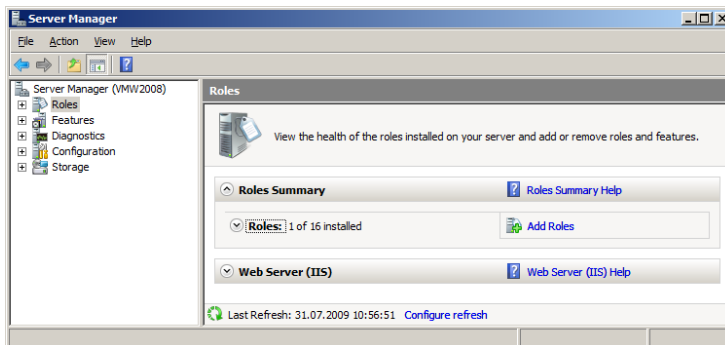 Server Manager
File Action View Help
Server Manager (VMW2008)
Roles
Features
Diagnostics
Configuration
Storage
Roles
View the health of the roles installed on your server and add or remove roles and features.
Roles Summary
Roles Summary Help
Roles: 1 of 16 installed
Add Roles
Web Server (IIS)
Web Server (IIS) Help
Last Refresh: 31.07.2009 10:56:51 Configure refresh